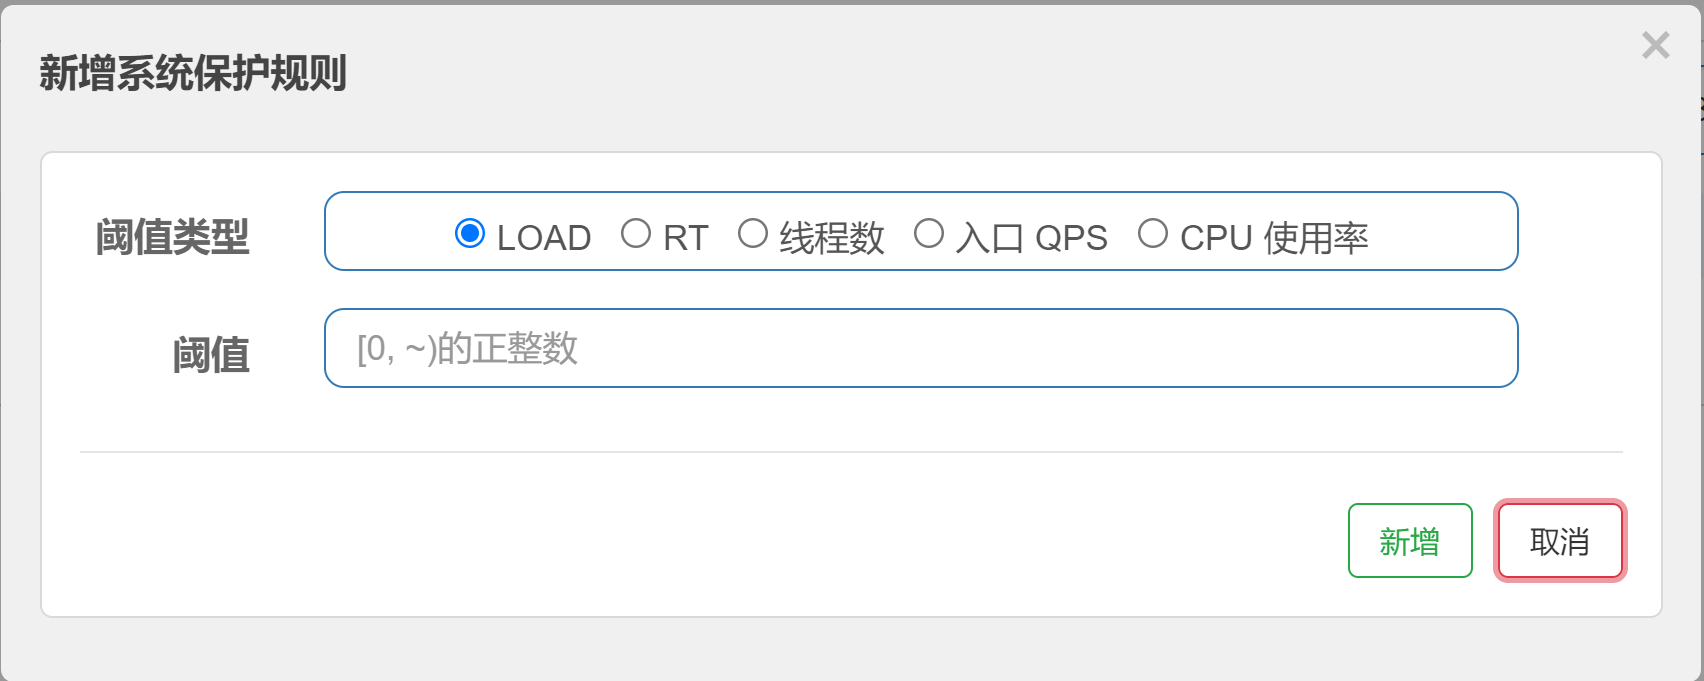 新增系统保护规则
阈值类型
LOAD RT 线程数 入口 QPS CPU 使用率
阈值
[0, ~)的正整数
新增 取消